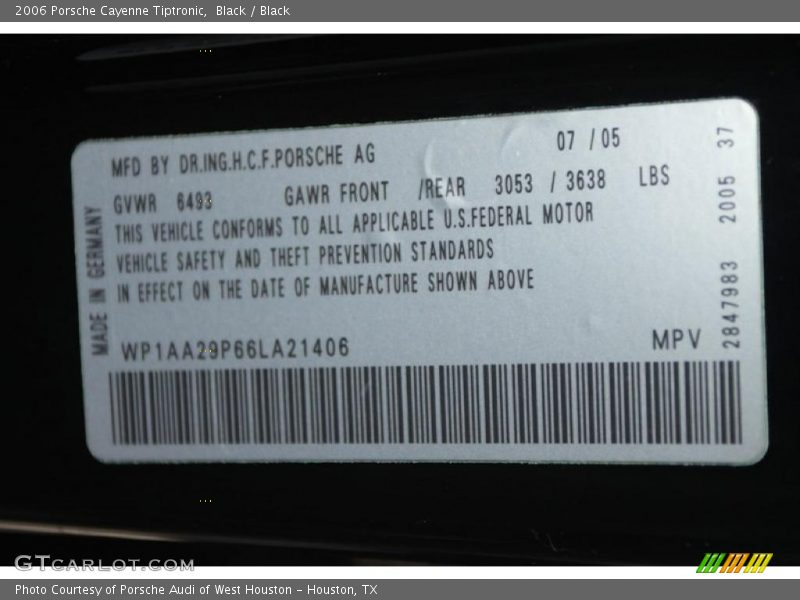 2006 Porsche Cayenne Tiptronic, Black / Black
MFD BY DR.ING.H.C.F.PORSCHE AG 07 / 05
GVWR 6493 GAWR FRONT /REAR 3053 / 3638 LBS
THIS VEHICLE CONFORMS TO ALL APPLICABLE U.S.FEDERAL MOTOR
VEHICLE SAFETY AND THEFT PREVENTION STANDARDS
IN EFFECT ON THE DATE OF MANUFACTURE SHOWN ABOVE
WP1AA29P66LA21406 MPV
MADE IN GERMANY
2847983 2005 37
GTCARLOT.COM
Photo Courtesy of Porsche Audi of West Houston - Houston, TX